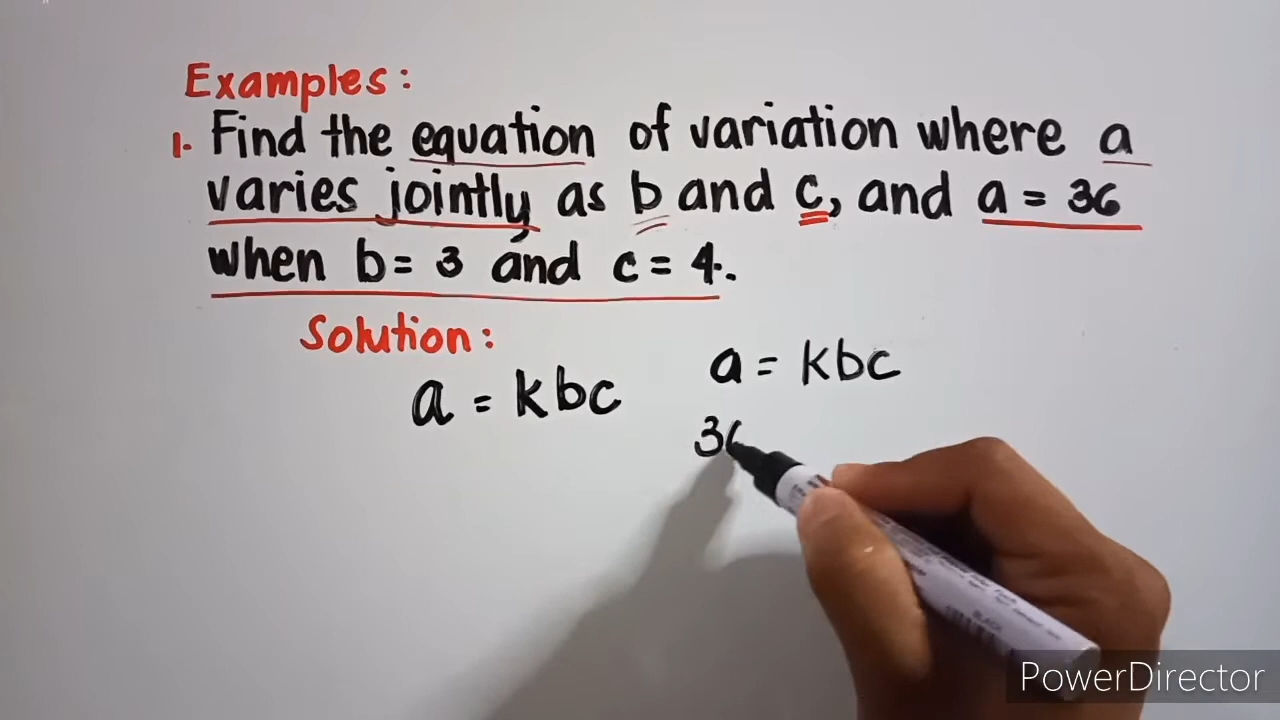 Examples:
1. Find the equation of variation where a
varies jointly as b and c, and a = 36
when b = 3 and c = 4.
Solution:
a = kbc
a = kbc
36
PowerDirector